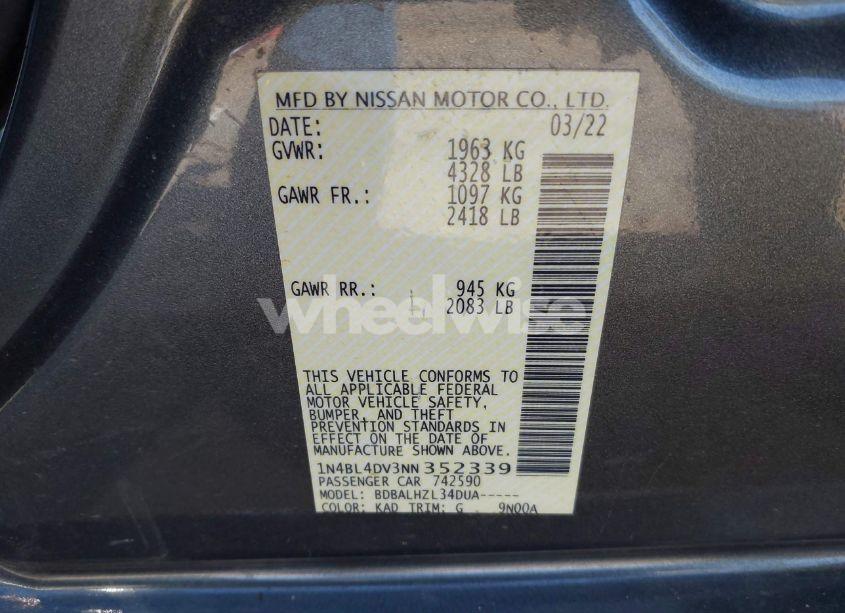 MFD BY NISSAN MOTOR CO., LTD.
DATE: 03/22
GVWR: 1963 KG
4328 LB
GAWR FR.: 1097 KG
2418 LB
GAWR RR.: 945 KG
2083 LB
wheelwise
THIS VEHICLE CONFORMS TO
ALL APPLICABLE FEDERAL
MOTOR VEHICLE SAFETY,
BUMPER, AND THEFT
PREVENTION STANDARDS IN
EFFECT ON THE DATE OF
MANUFACTURE SHOWN ABOVE.
1N4BL4DV3NN352339
PASSENGER CAR 742590
MODEL: BDBALHZL34DUA-----
COLOR: KAD TRIM: G 9N00A